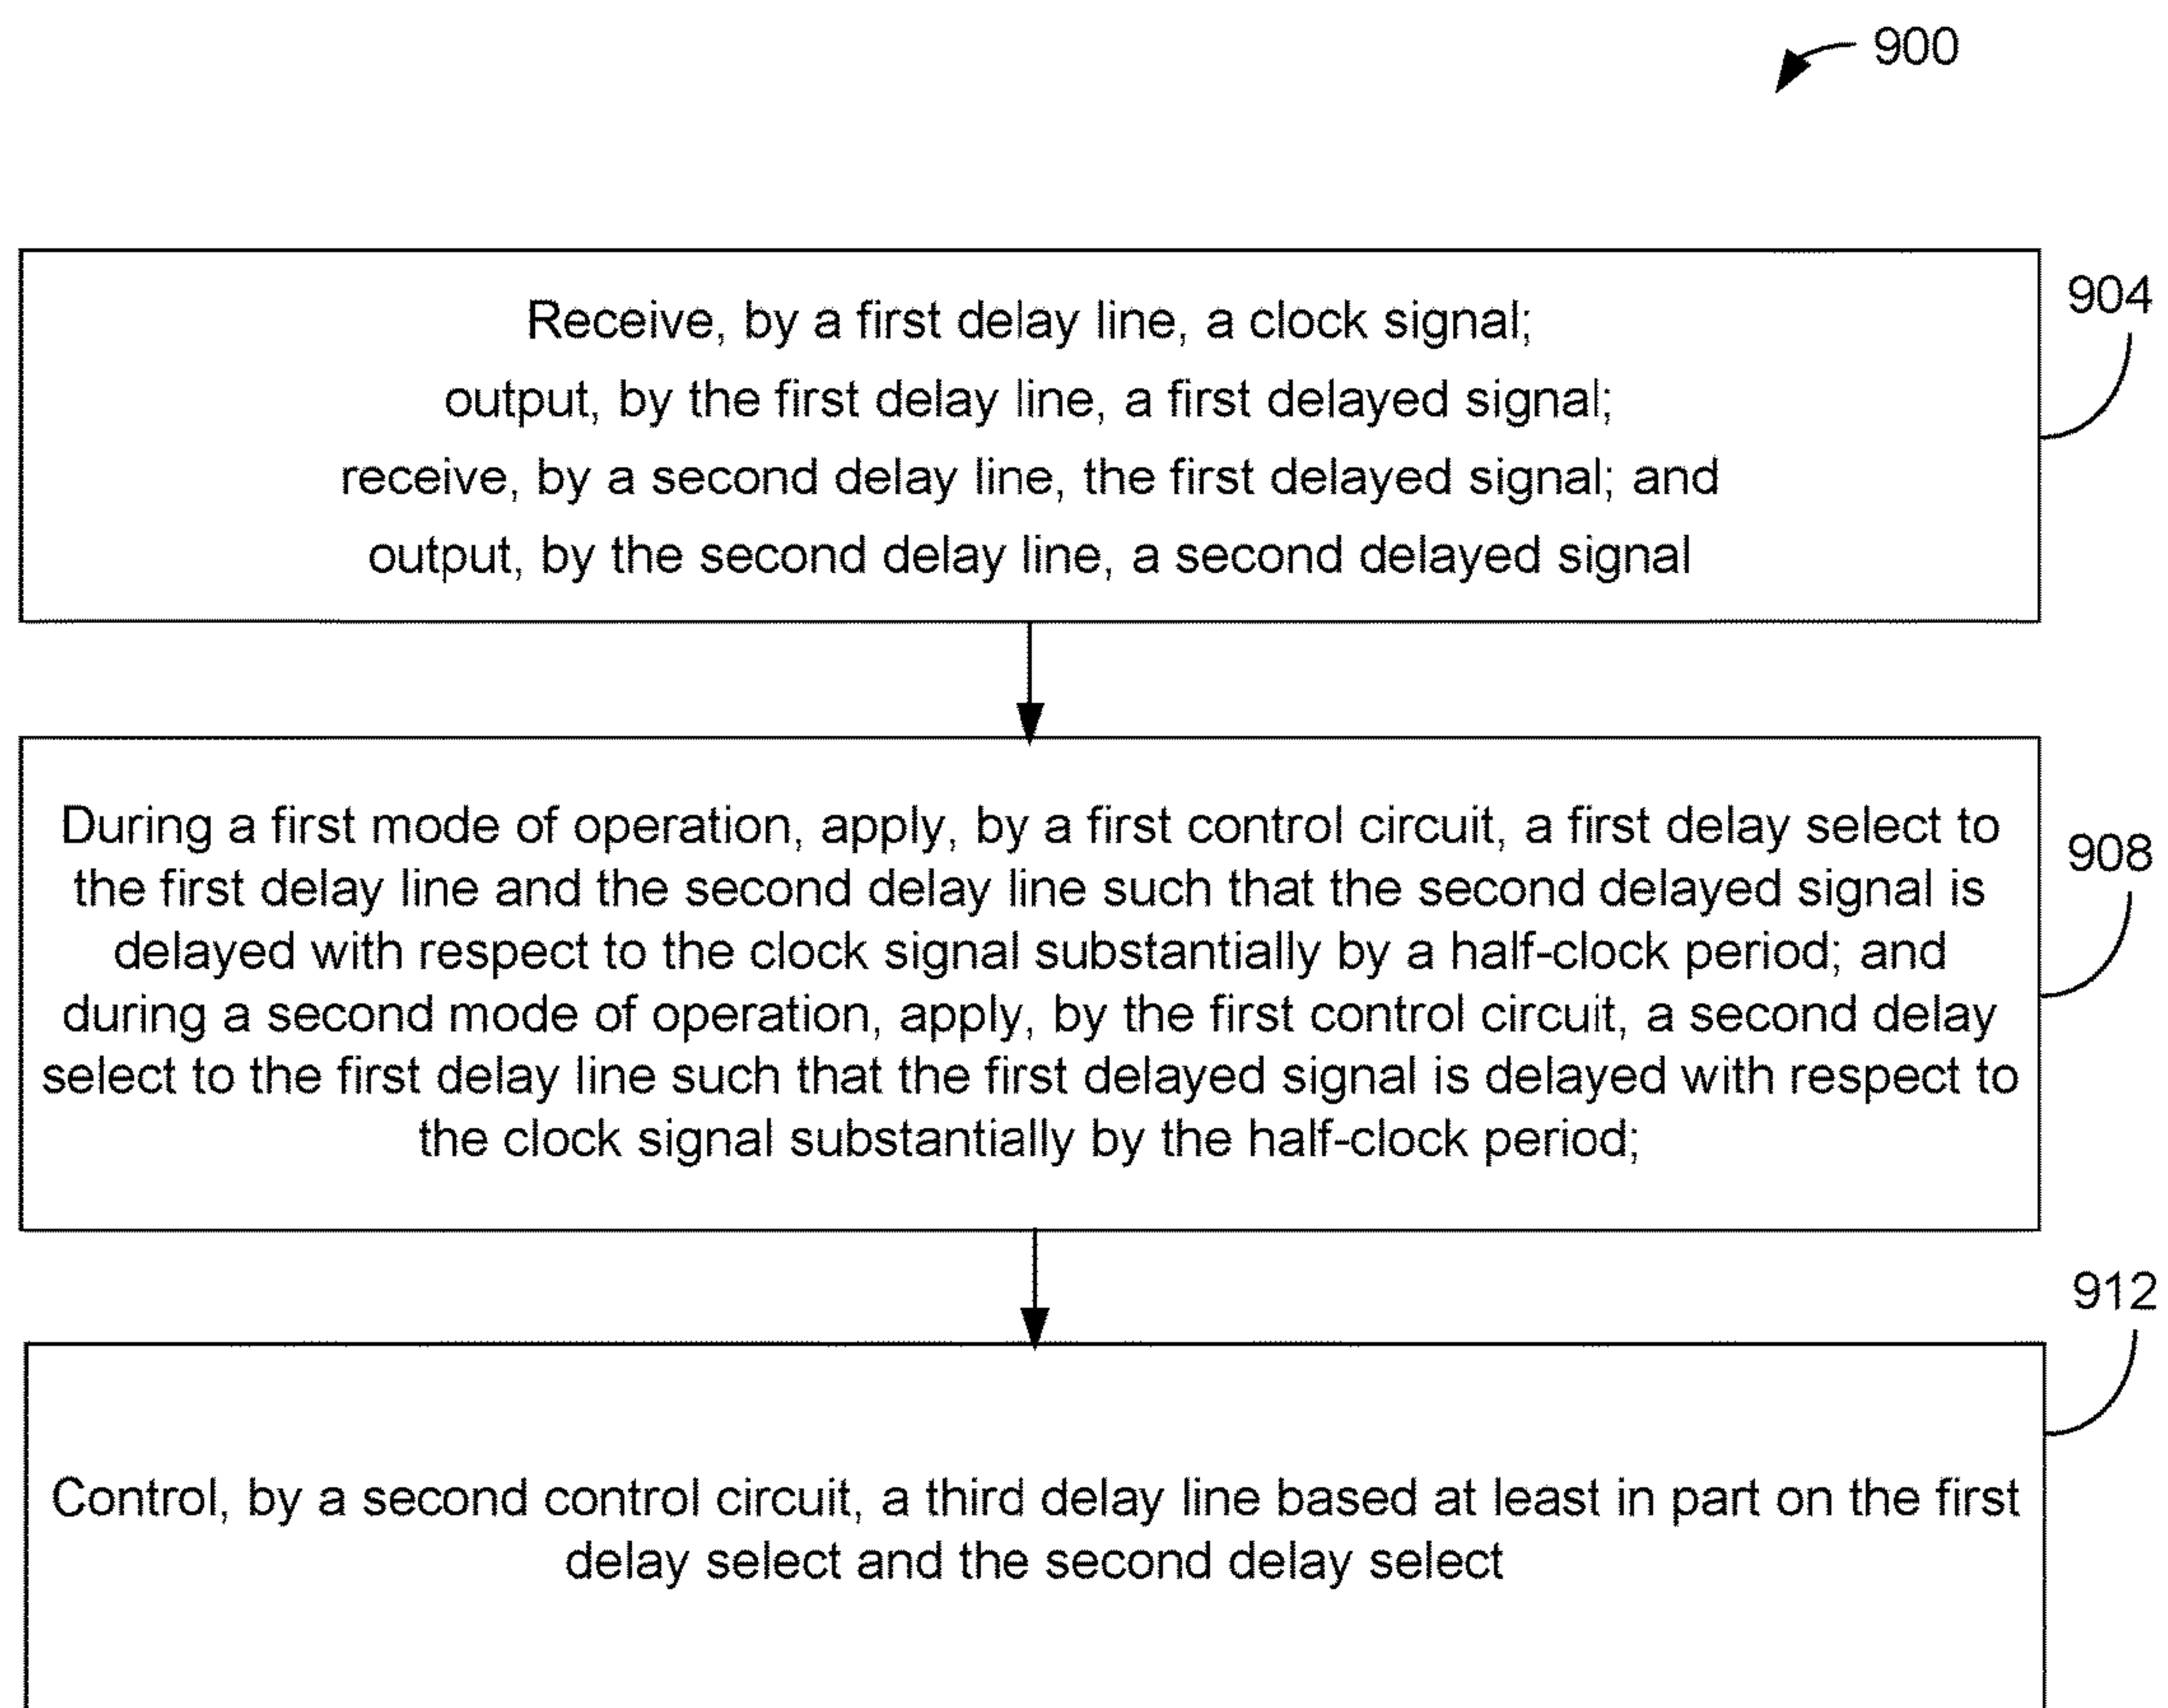 900
Receive, by a first delay line, a clock signal;
output, by the first delay line, a first delayed signal;
receive, by a second delay line, the first delayed signal; and
output, by the second delay line, a second delayed signal
904
During a first mode of operation, apply, by a first control circuit, a first delay select to
the first delay line and the second delay line such that the second delayed signal is
delayed with respect to the clock signal substantially by a half-clock period; and
during a second mode of operation, apply, by the first control circuit, a second delay
select to the first delay line such that the first delayed signal is delayed with respect to
the clock signal substantially by the half-clock period;
908
912
Control, by a second control circuit, a third delay line based at least in part on the first
delay select and the second delay select